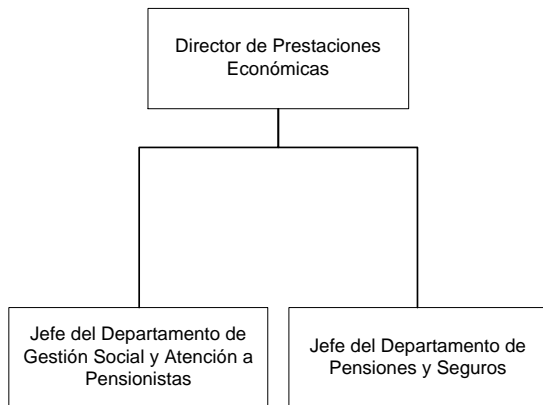 Director de Prestaciones
Económicas
Jefe del Departamento de
Gestión Social y Atención a
Pensionistas
Jefe del Departamento de
Pensiones y Seguros